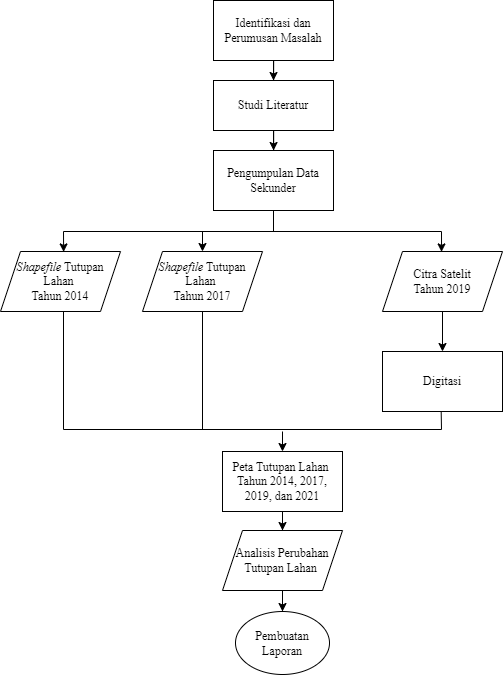 Identifikasi dan
Perumusan Masalah
Studi Literatur
Pengumpulan Data
Sekunder
Shapefile Tutupan
Lahan
Tahun 2014
Shapefile Tutupan
Lahan
Tahun 2017
Citra Satelit
Tahun 2019
Digitasi
Peta Tutupan Lahan
Tahun 2014, 2017,
2019, dan 2021
Analisis Perubahan
Tutupan Lahan
Pembuatan
Laporan